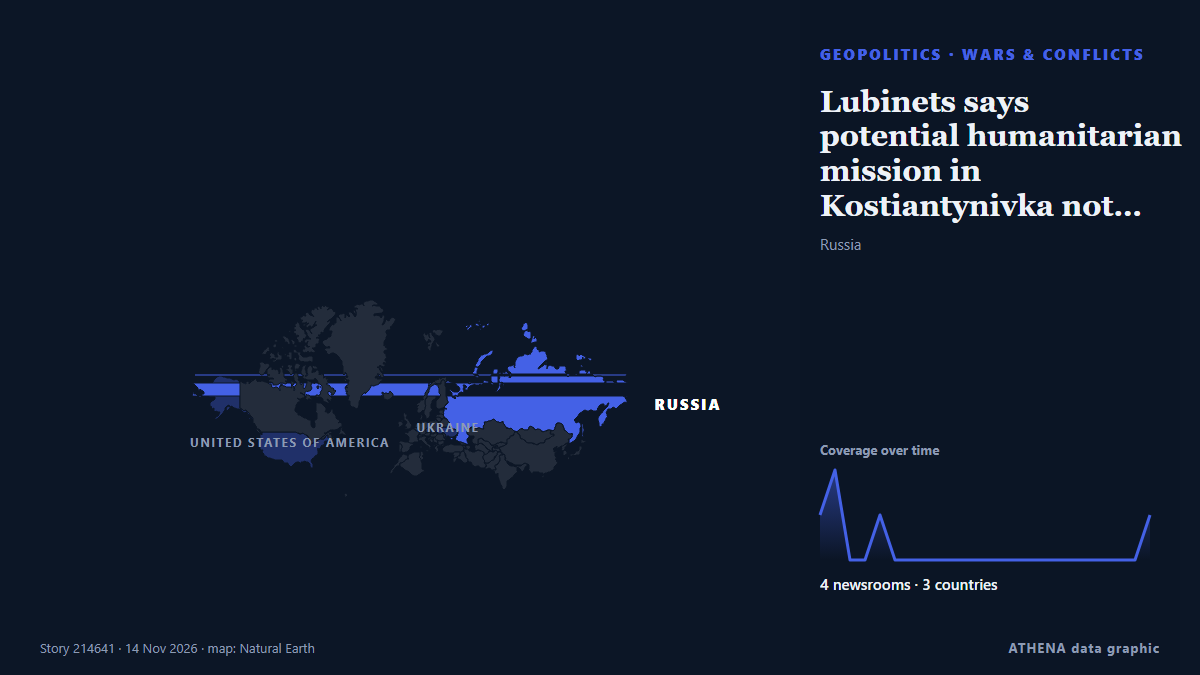 GEOPOLITICS · WARS & CONFLICTS
Lubinets says
potential humanitarian
mission in
Kostiantynivka not...
Russia
RUSSIA
UKRAINE
UNITED STATES OF AMERICA
Coverage over time
4 newsrooms · 3 countries
Story 214641 · 14 Nov 2026 · map: Natural Earth
ATHENA data graphic